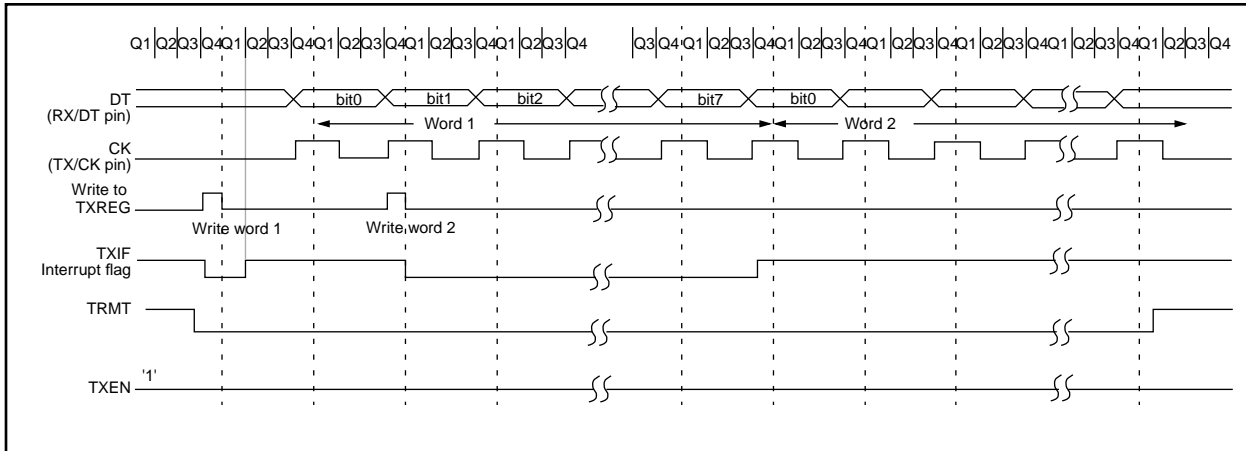 Q1 Q2 Q3 Q4 Q1 Q2 Q3 Q4 Q1 Q2 Q3 Q4 Q1 Q2 Q3 Q4 Q1 Q2 Q3 Q4 Q3 Q4 Q1 Q2 Q3 Q4 Q1 Q2 Q3 Q4 Q1 Q2 Q3 Q4 Q1 Q2 Q3 Q4 Q1 Q2 Q3 Q4 Q1 Q2 Q3 Q4
DT bit0 bit1 bit2 bit7 bit0
(RX/DT pin)
Word 1 Word 2
CK
(TX/CK pin)
Write to
TXREG
Write word 1 Write word 2
TXIF
Interrupt flag
TRMT
'1'
TXEN